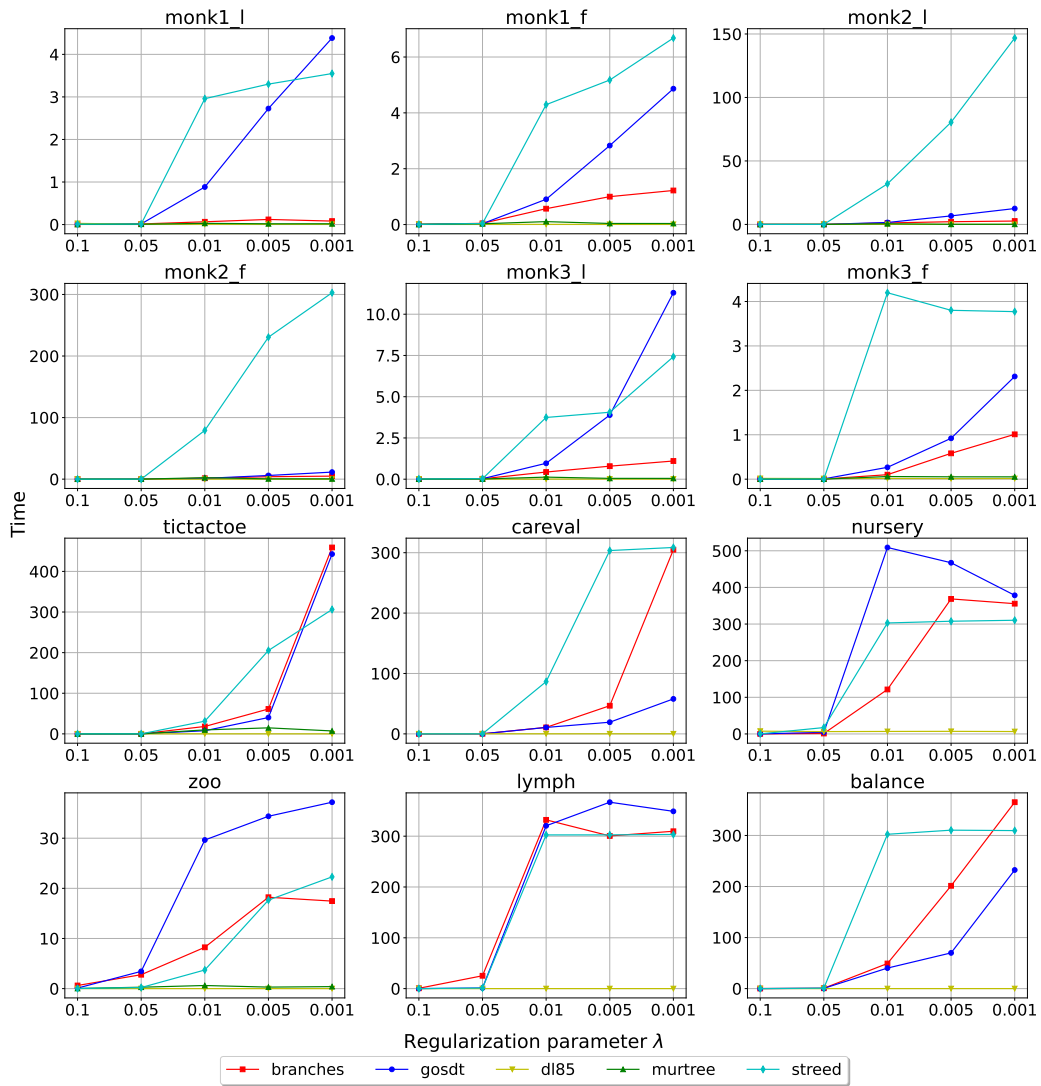 monk1_l monk1_f monk2_l
4 3 2 1 0
0.1 0.05 0.01 0.005 0.001
6 4 2 0
0.1 0.05 0.01 0.005 0.001
150 100 50 0
0.1 0.05 0.01 0.005 0.001
monk2_f monk3_l monk3_f
300 200 100 0
0.1 0.05 0.01 0.005 0.001
10.0 7.5 5.0 2.5 0.0
0.1 0.05 0.01 0.005 0.001
4 3 2 1 0
0.1 0.05 0.01 0.005 0.001
Time
tictactoe careval nursery
400 300 200 100 0
0.1 0.05 0.01 0.005 0.001
300 200 100 0
0.1 0.05 0.01 0.005 0.001
500 400 300 200 100 0
0.1 0.05 0.01 0.005 0.001
zoo lymph balance
30 20 10 0
0.1 0.05 0.01 0.005 0.001
300 200 100 0
0.1 0.05 0.01 0.005 0.001
300 200 100 0
0.1 0.05 0.01 0.005 0.001
Regularization parameter λ
branches gosdt dl85 murtree streed